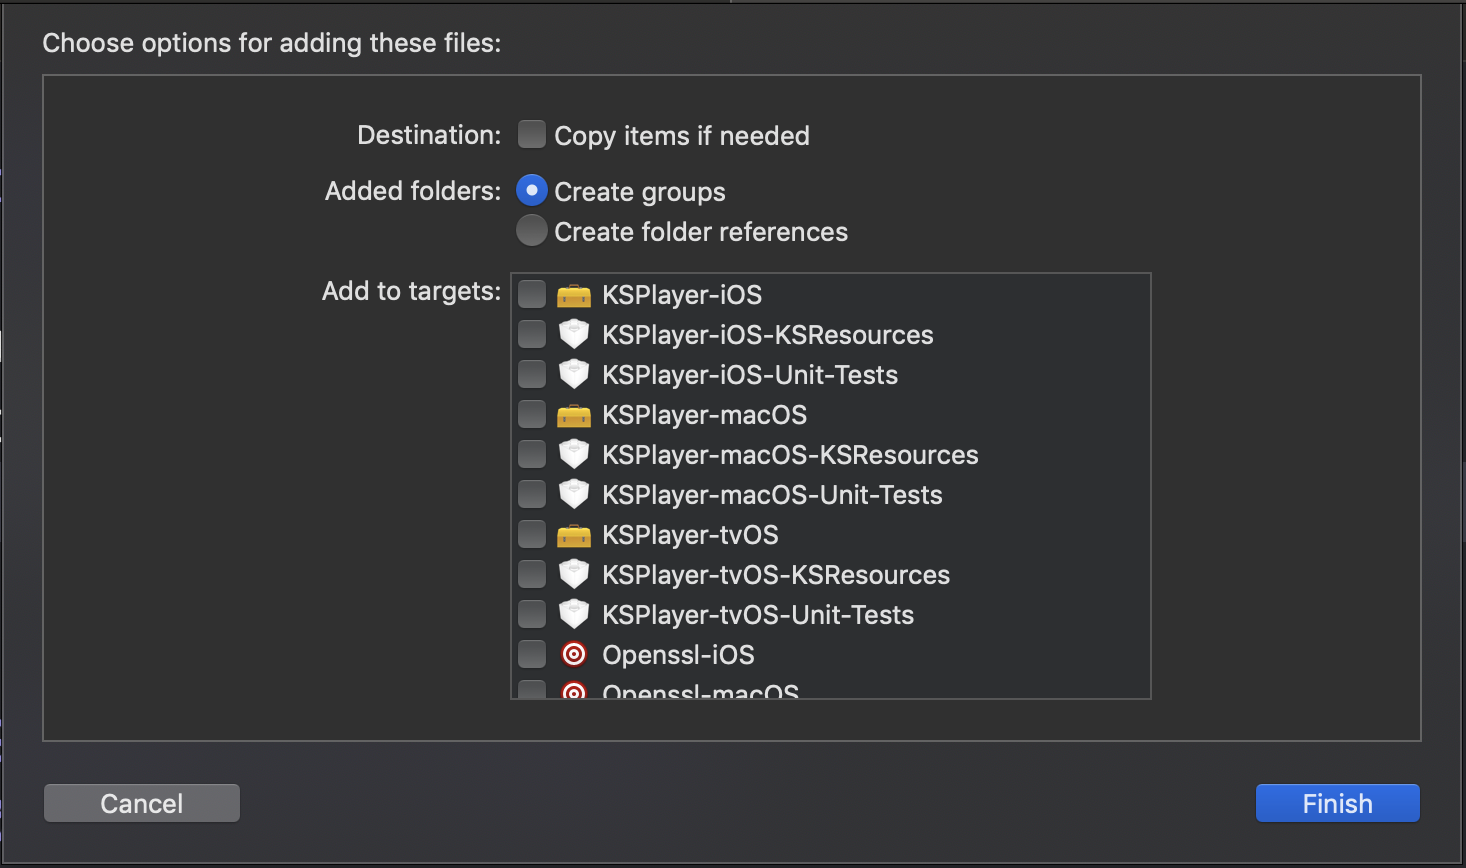 Choose options for adding these files:
Destination: Copy items if needed
Added folders: Create groups
Create folder references
Add to targets: KSPlayer-iOS
KSPlayer-iOS-KSResources
KSPlayer-iOS-Unit-Tests
KSPlayer-macOS
KSPlayer-macOS-KSResources
KSPlayer-macOS-Unit-Tests
KSPlayer-tvOS
KSPlayer-tvOS-KSResources
KSPlayer-tvOS-Unit-Tests
Openssl-iOS
Openssl-macOS
Cancel Finish